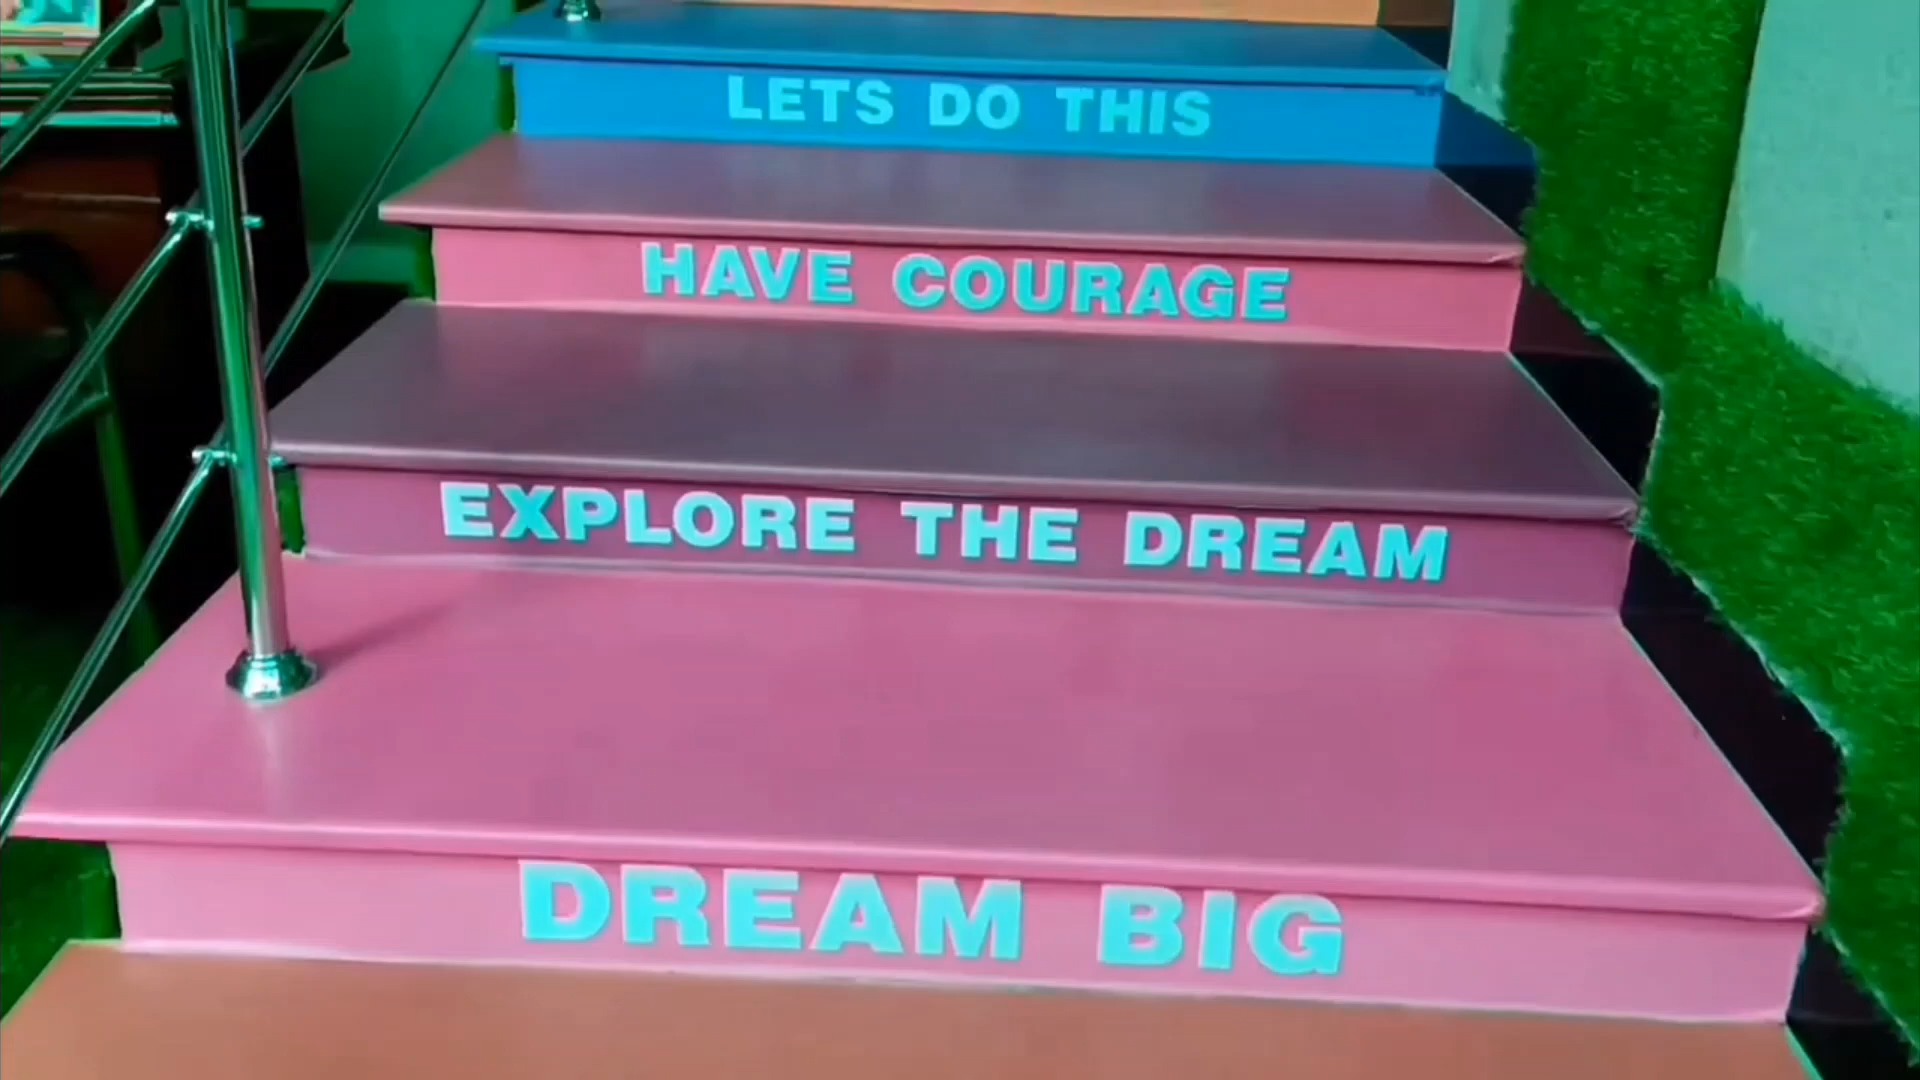 LETS DO THIS
HAVE COURAGE
EXPLORE THE DREAM
DREAM BIG